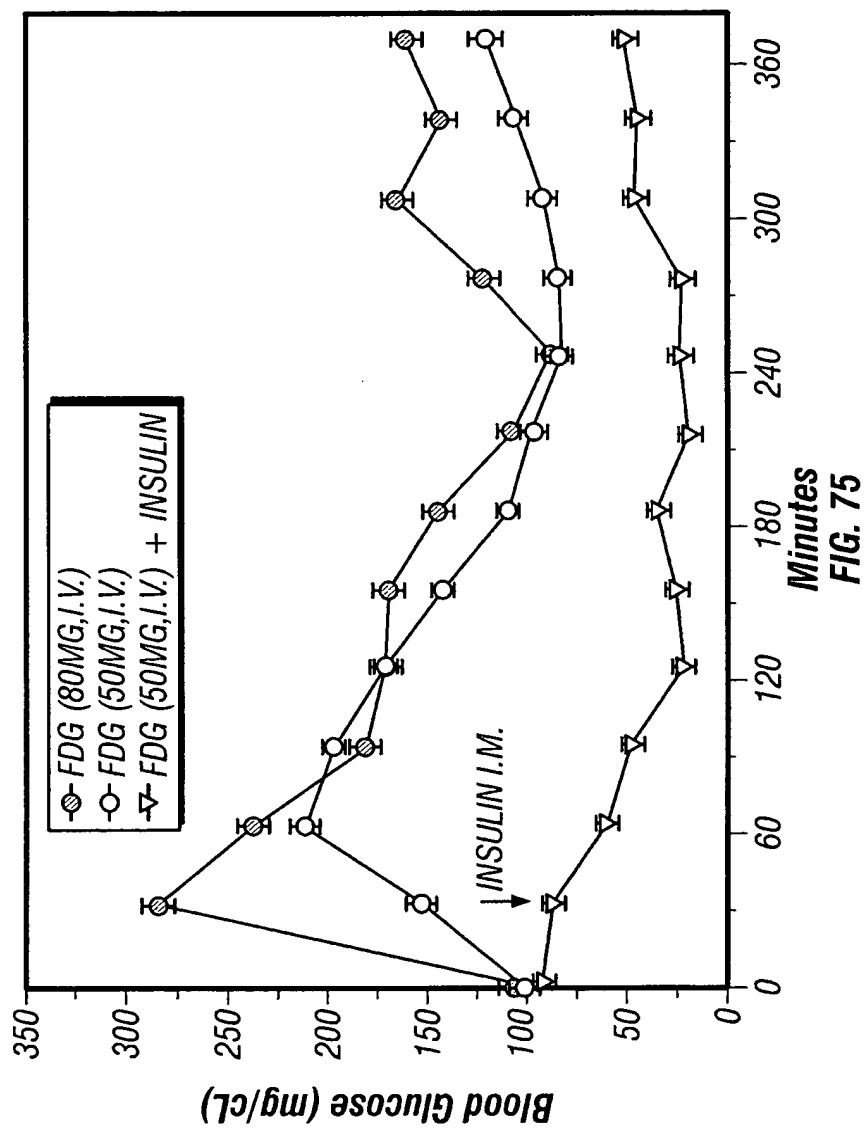 350
300
250
200
150
100
50
0
Blood Glucose (mg/cL)
FDG (80MG,I.V.)
FDG (50MG,I.V.)
FDG (50MG,I.V.) + INSULIN
INSULIN I.M.
0
60
120
180
240
300
360
Minutes
FIG. 75